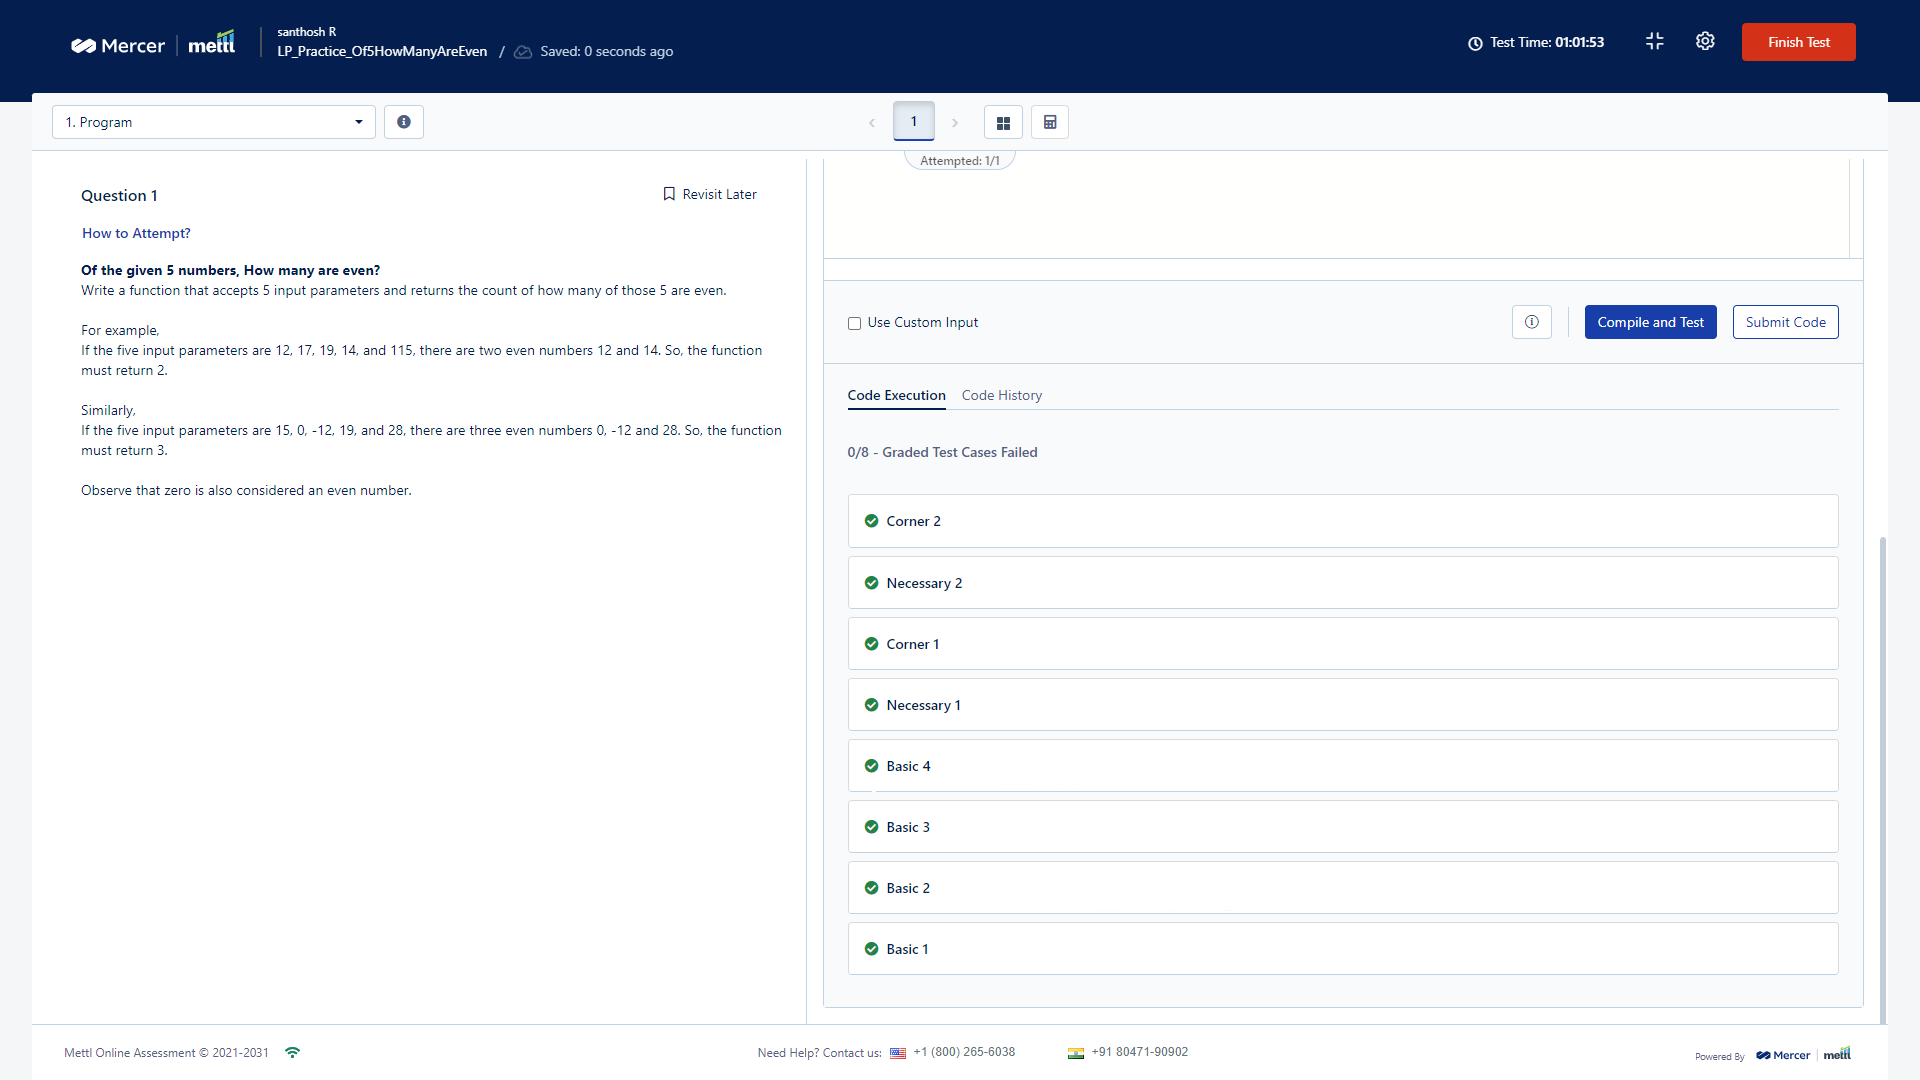 Mercer
mettl
santhosh R
LP_Practice_Of5HowManyAreEven / Saved: 0 seconds ago
Test Time: 01:01:53
Finish Test
1. Program
1
Attempted: 1/1
Question 1
Revisit Later
How to Attempt?
Of the given 5 numbers, How many are even?
Write a function that accepts 5 input parameters and returns the count of how many of those 5 are even.
For example,
If the five input parameters are 12, 17, 19, 14, and 115, there are two even numbers 12 and 14. So, the function
must return 2.
Similarly,
If the five input parameters are 15, 0, -12, 19, and 28, there are three even numbers 0, -12 and 28. So, the function
must return 3.
Observe that zero is also considered an even number.
Use Custom Input
Compile and Test
Submit Code
Code Execution
Code History
0/8 - Graded Test Cases Failed
Corner 2
Necessary 2
Corner 1
Necessary 1
Basic 4
Basic 3
Basic 2
Basic 1
Mettl Online Assessment © 2021-2031
Need Help? Contact us: +1 (800) 265-6038
+91 80471-90902
Powered By Mercer mettl